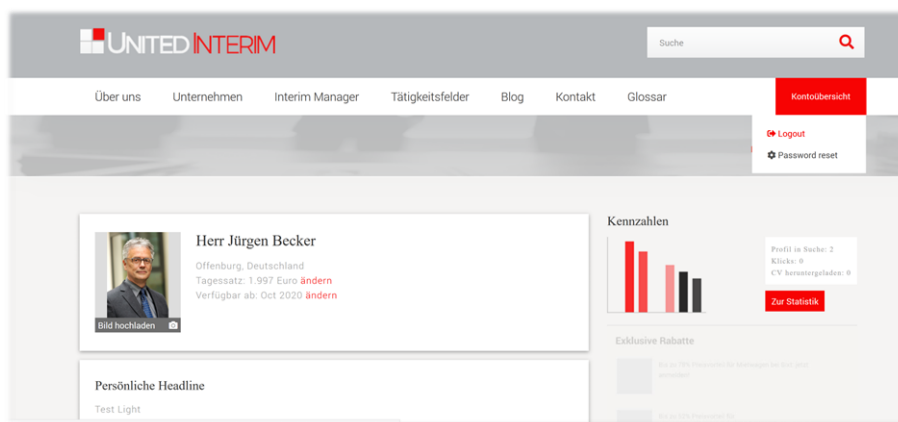 UNITED INTERIM
Suche
Über uns Unternehmen Interim Manager Tätigkeitsfelder Blog Kontakt Glossar Kontoübersicht
Logout
Password reset
Herr Jürgen Becker
Offenburg, Deutschland
Tagessatz: 1.997 Euro ändern
Verfügbar ab: Oct 2020 ändern
Bild hochladen
Kennzahlen
Profil in Suche: 2
Klicks: 0
CV heruntergeladen: 0
Zur Statistik
Exklusive Rabatte
Persönliche Headline
Test Light